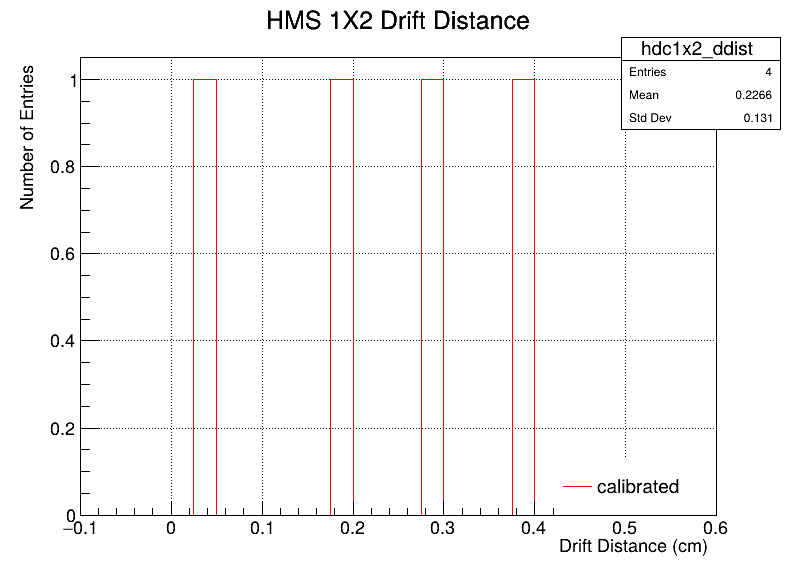 HMS 1X2 Drift Distance
hdc1x2_ddist
Entries 4
Mean 0.2266
Std Dev 0.131
Number of Entries
1
0.8
0.6
0.4
0.2
0
−0.1 0 0.1 0.2 0.3 0.4 0.5 0.6
calibrated
Drift Distance (cm)